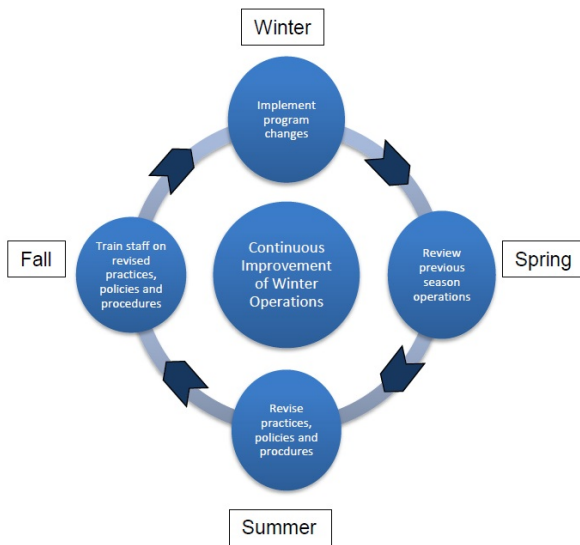 Winter
Implement
program
changes
Fall
Train staff on
revised
practices,
policies and
procedures
Continuous
Improvement
of Winter
Operations
Review
previous
season
operations
Spring
Revise
practices,
policies and
procdures
Summer